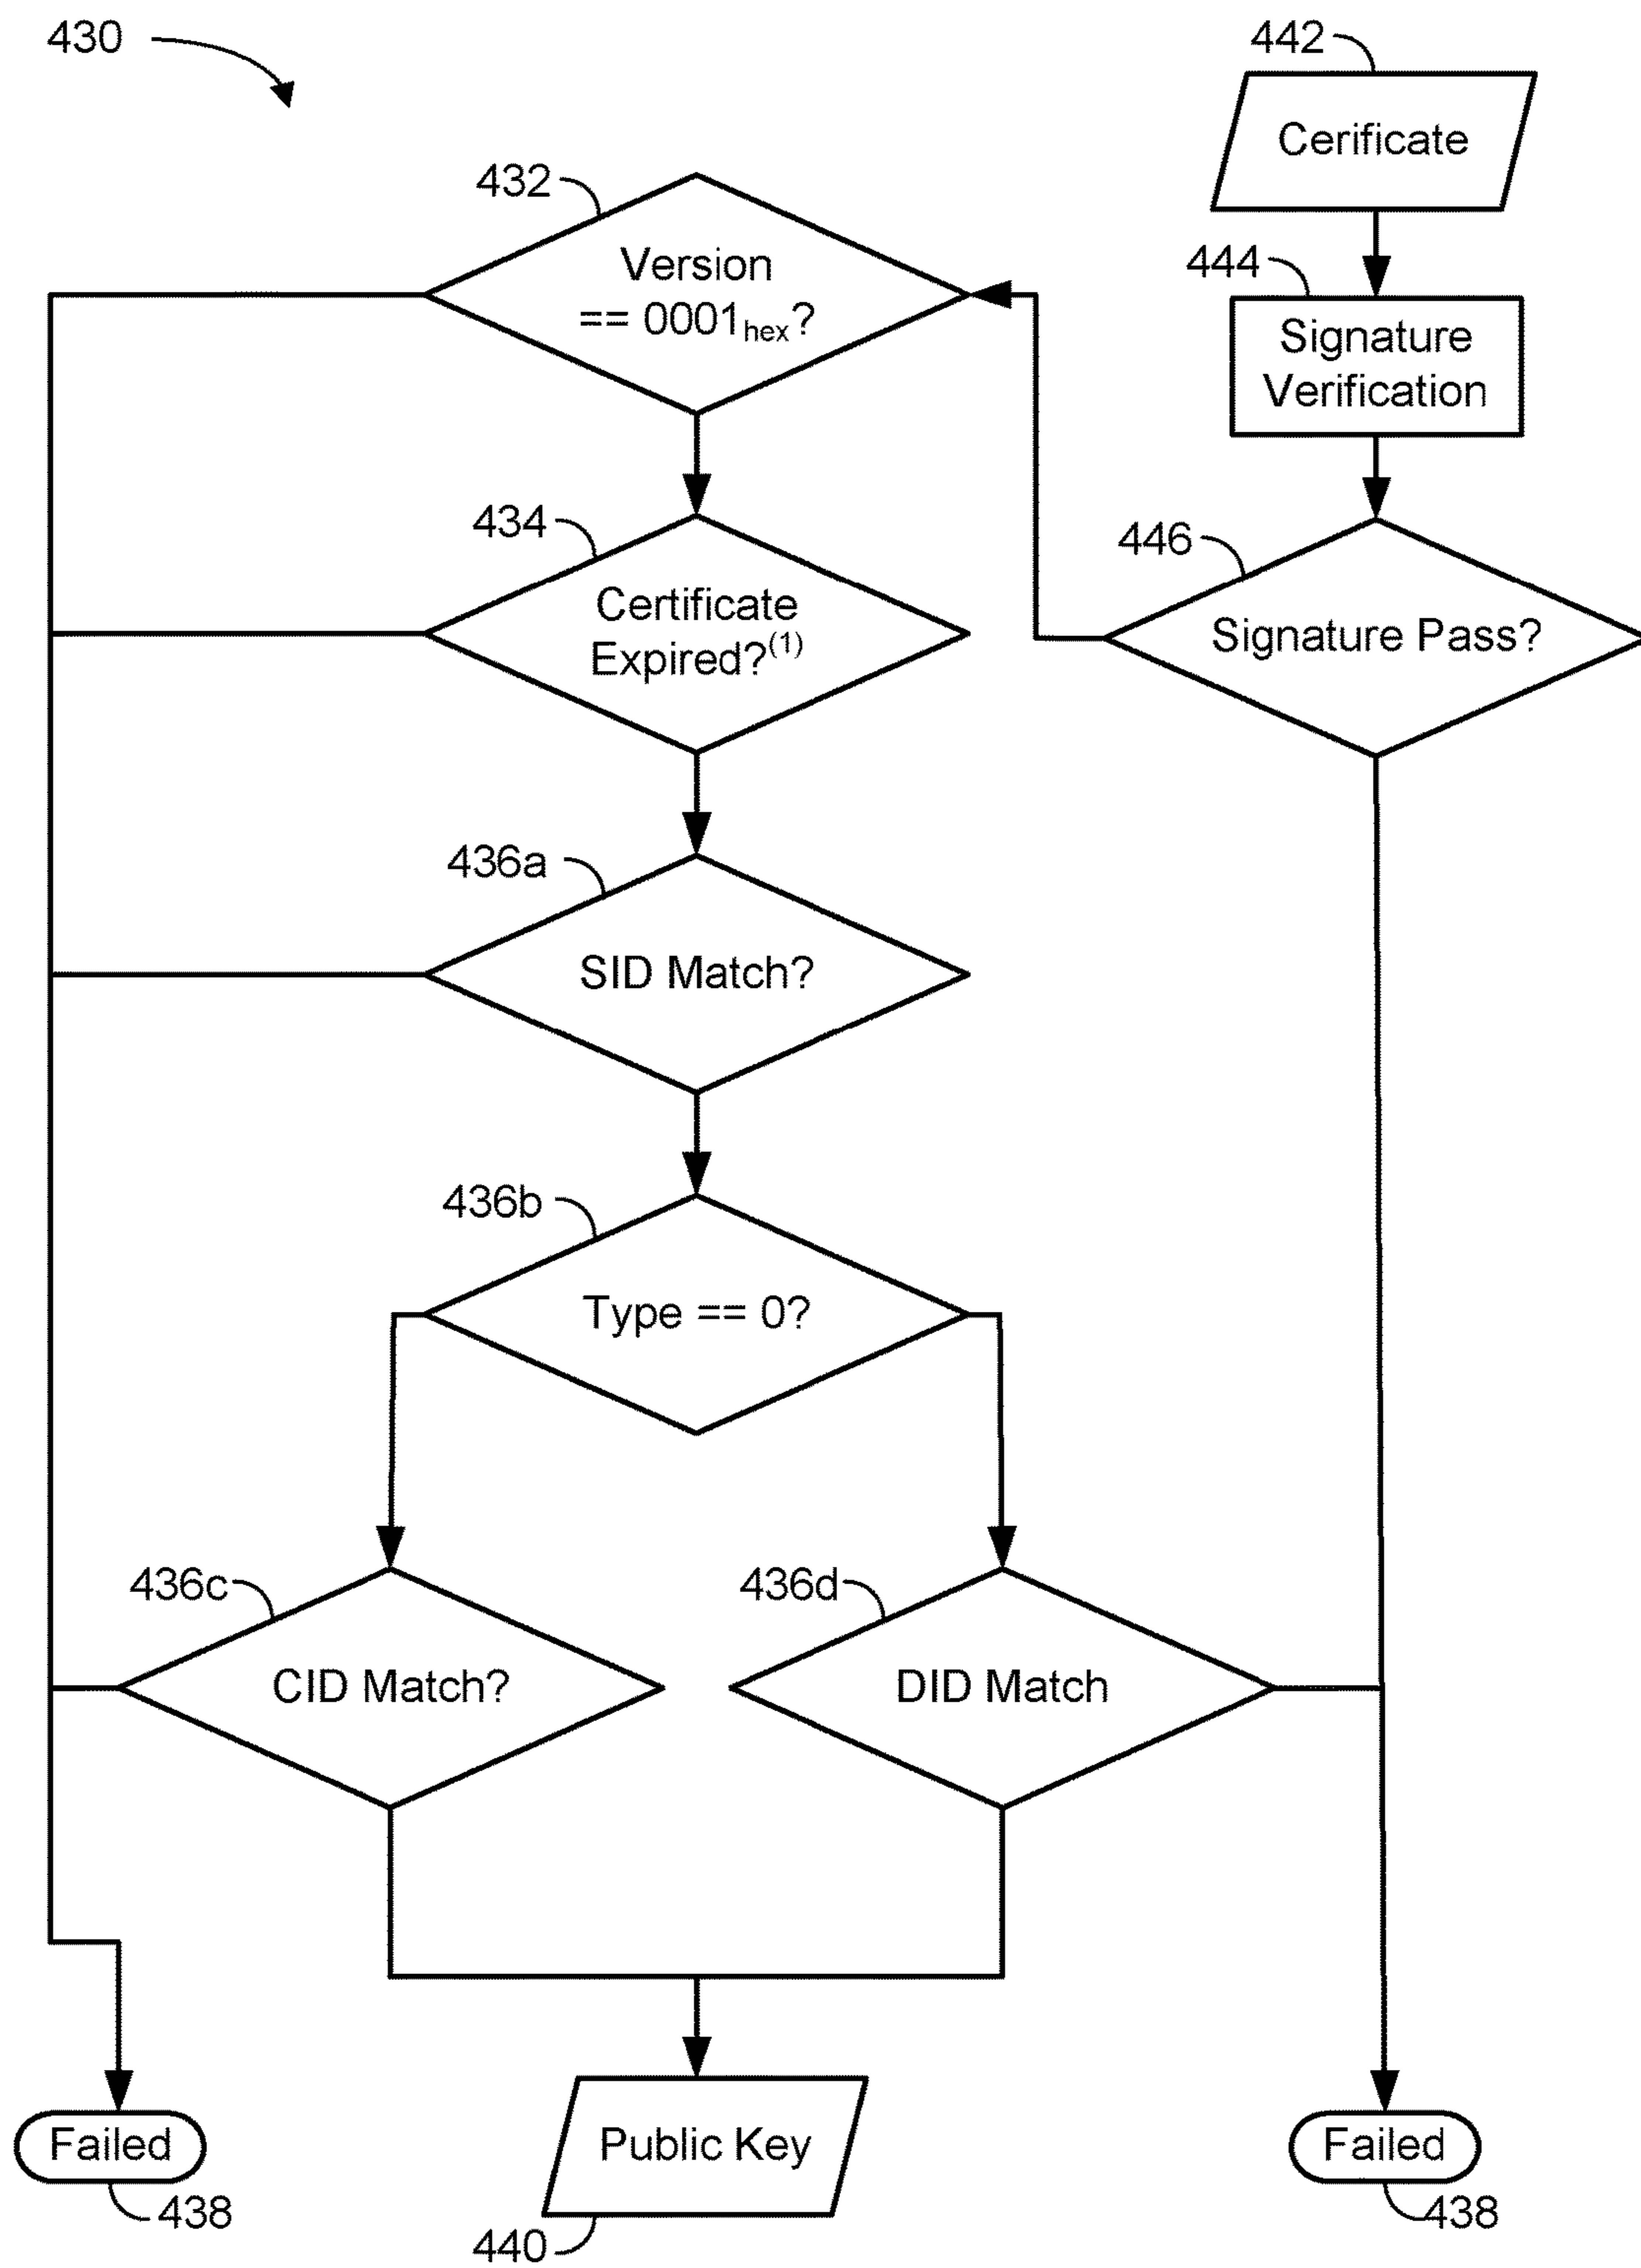 430
442
Cerificate
432
Version
== 0001hex?
444
Signature
Verification
434
Certificate
Expired?(1)
446
Signature Pass?
436a
SID Match?
436b
Type == 0?
436c
CID Match?
436d
DID Match
Failed
438
Public Key
440
Failed
438